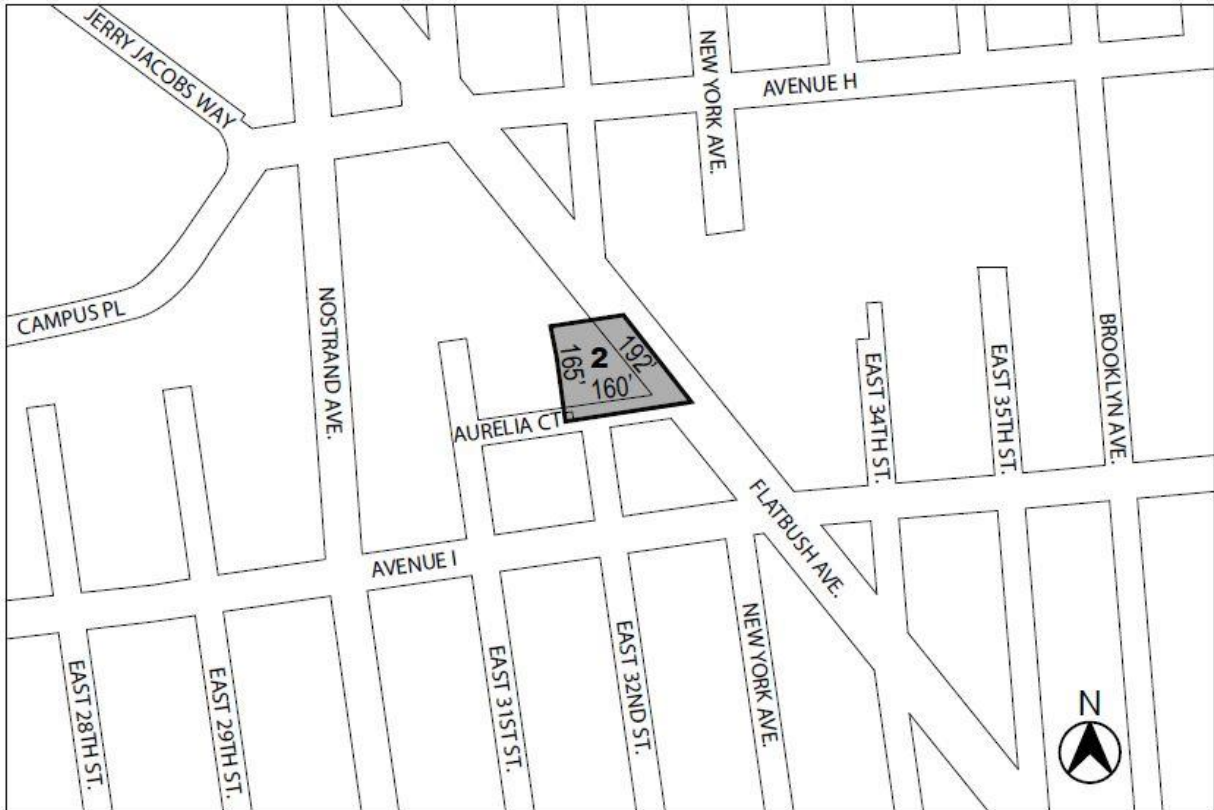 JERRY JACOBS WAY
NEW YORK AVE.
AVENUE H
CAMPUS PL
NOSTRAND AVE.
2
165'
192'
160'
AURELIA CT
EAST 34TH ST.
EAST 35TH ST.
BROOKLYN AVE.
FLATBUSH AVE.
AVENUE I
EAST 28TH ST.
EAST 29TH ST.
EAST 31ST ST.
EAST 32ND ST.
NEW YORK AVE.
N